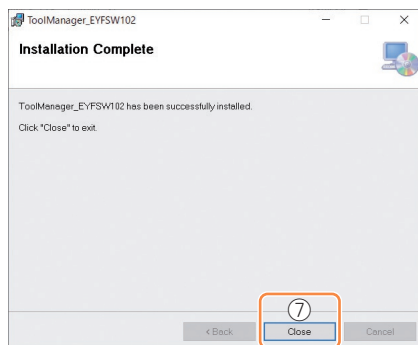 ToolManager_EYFSW102
Installation Complete
ToolManager_EYFSW102 has been successfully installed.
Click "Close" to exit.
⑦
< Back Close Cancel